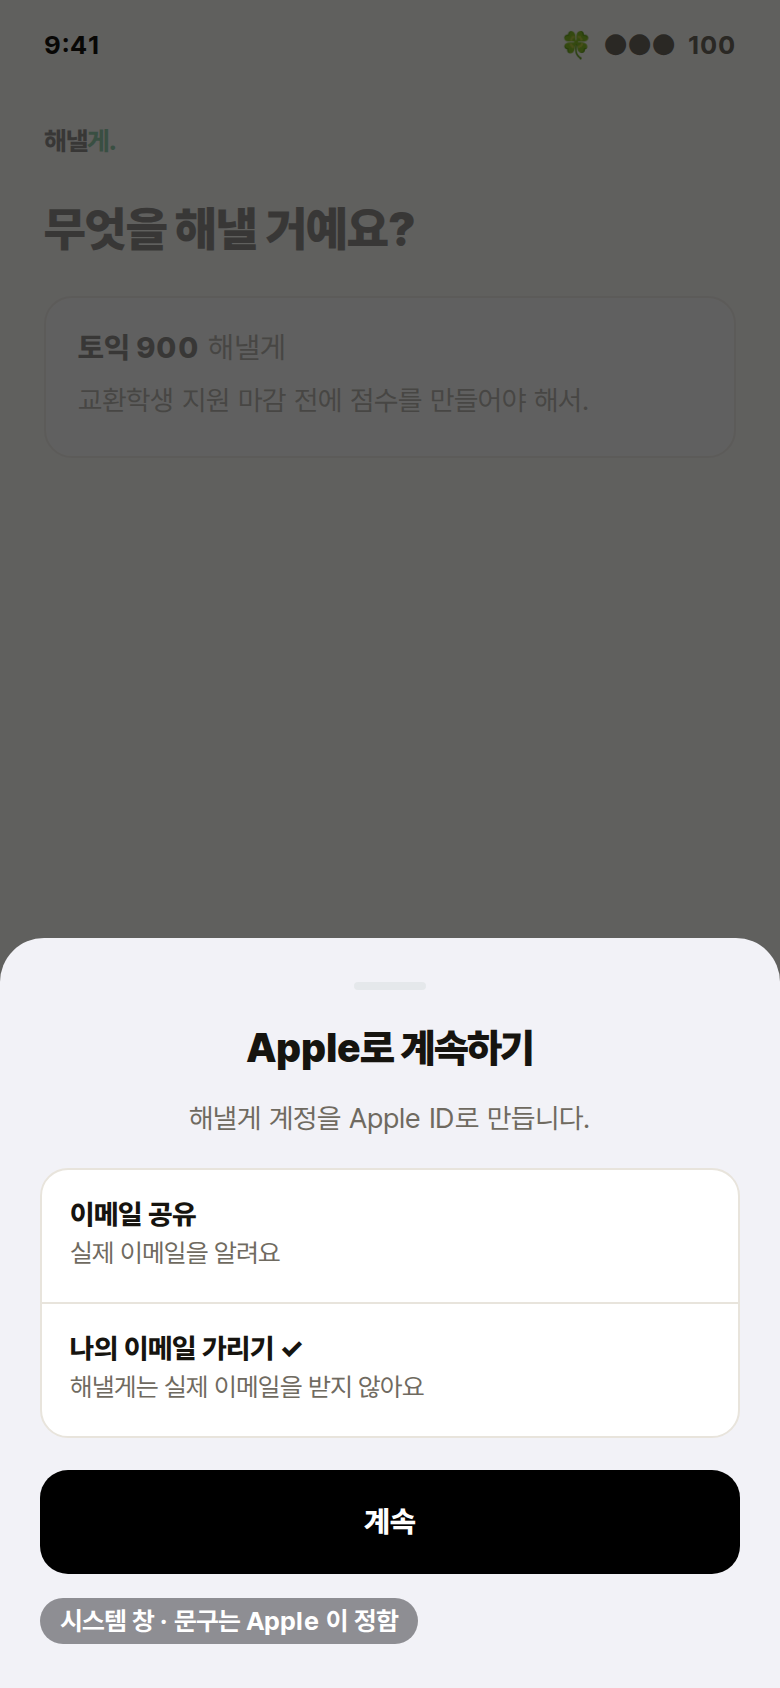 9:41
100
해낼게.
무엇을 해낼 거예요?
토익 900 해낼게
교환학생 지원 마감 전에 점수를 만들어야 해서.
Apple로 계속하기
해낼게 계정을 Apple ID로 만듭니다.
이메일 공유
실제 이메일을 알려요
나의 이메일 가리기 ✓
해낼게는 실제 이메일을 받지 않아요
계속
시스템 창 · 문구는 Apple 이 정함